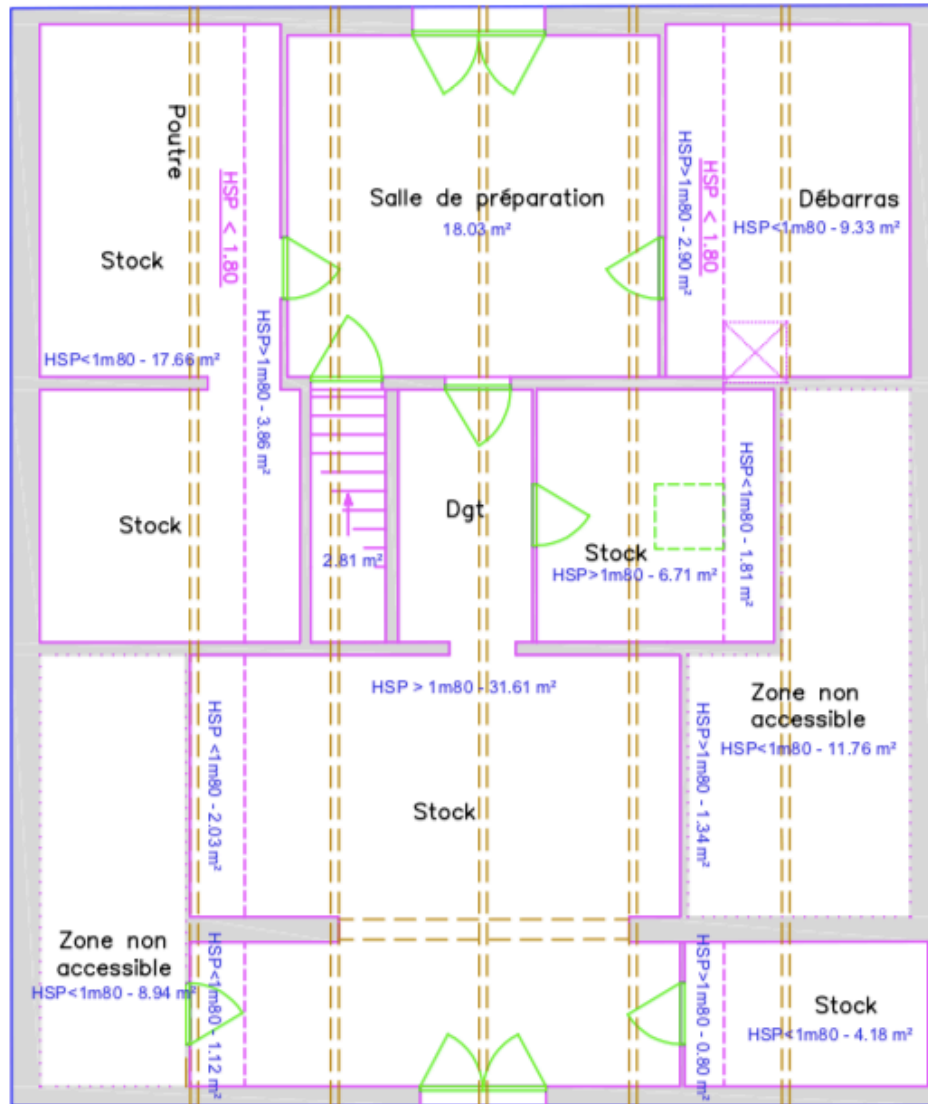 Poutre
HSP < 1.80
Stock
HSP<1m80 - 17.66 m²
HSP>1m80 - 3.86 m²
Salle de préparation
18.03 m²
HSP>1m80 - 2.90 m²
HSP < 1.80
Débarras
HSP<1m80 - 9.33 m²
Stock
2.81 m²
Dgt
Stock
HSP>1m80 - 6.71 m²
HSP<1m80 - 1.81 m²
HSP > 1m80 - 31.61 m²
HSP <1m80 - 2.03 m²
Stock
HSP>1m80 - 1.34 m²
Zone non
accessible
HSP<1m80 - 11.76 m²
Zone non
accessible
HSP<1m80 - 8.94 m²
HSP<1m80 - 1.12 m²
HSP>1m80 - 0.80 m²
Stock
HSP<1m80 - 4.18 m²